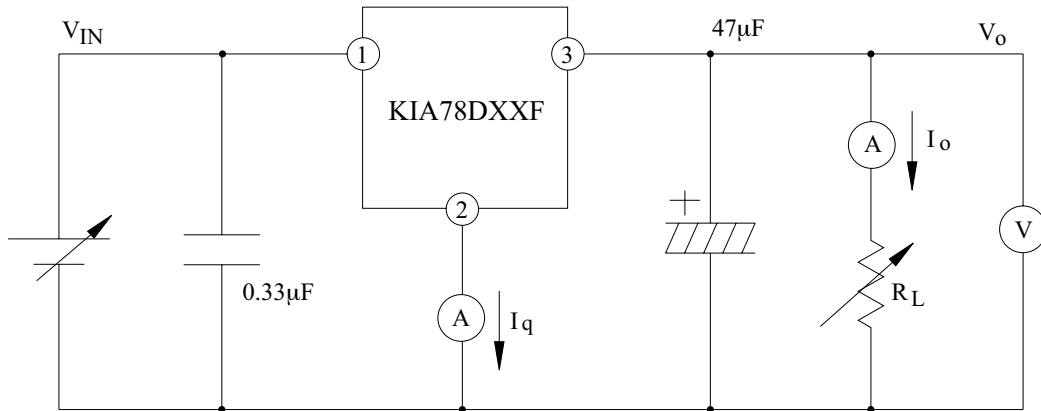 V_IN
47μF
V_o
1
3
KIA78DXXF
A
I_o
2
+
V
0.33μF
R_L
A
I_q